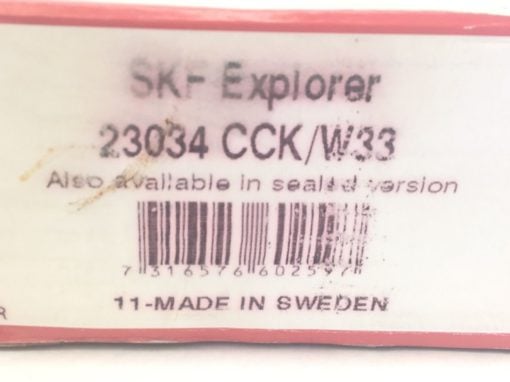 SKF Explorer
23034 CCK/W33
Also available in sealed version
7 316576 602597
11-MADE IN SWEDEN
R